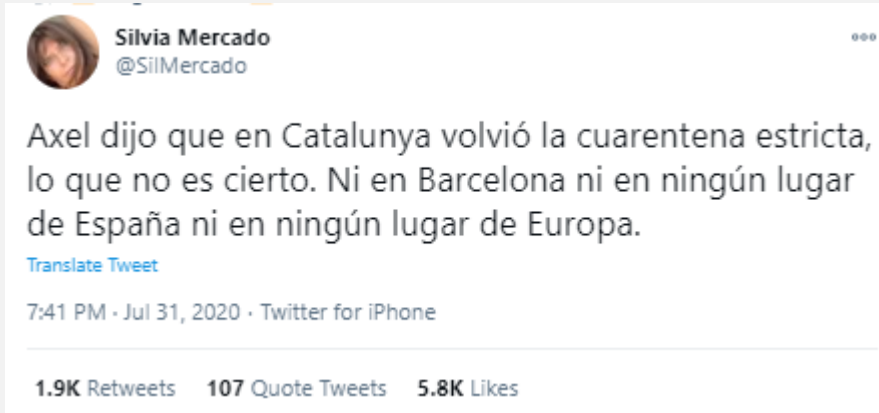 Silvia Mercado
@SilMercado
Axel dijo que en Catalunya volvió la cuarentena estricta,
lo que no es cierto. Ni en Barcelona ni en ningún lugar
de España ni en ningún lugar de Europa.
Translate Tweet
7:41 PM · Jul 31, 2020 · Twitter for iPhone
1.9K Retweets 107 Quote Tweets 5.8K Likes